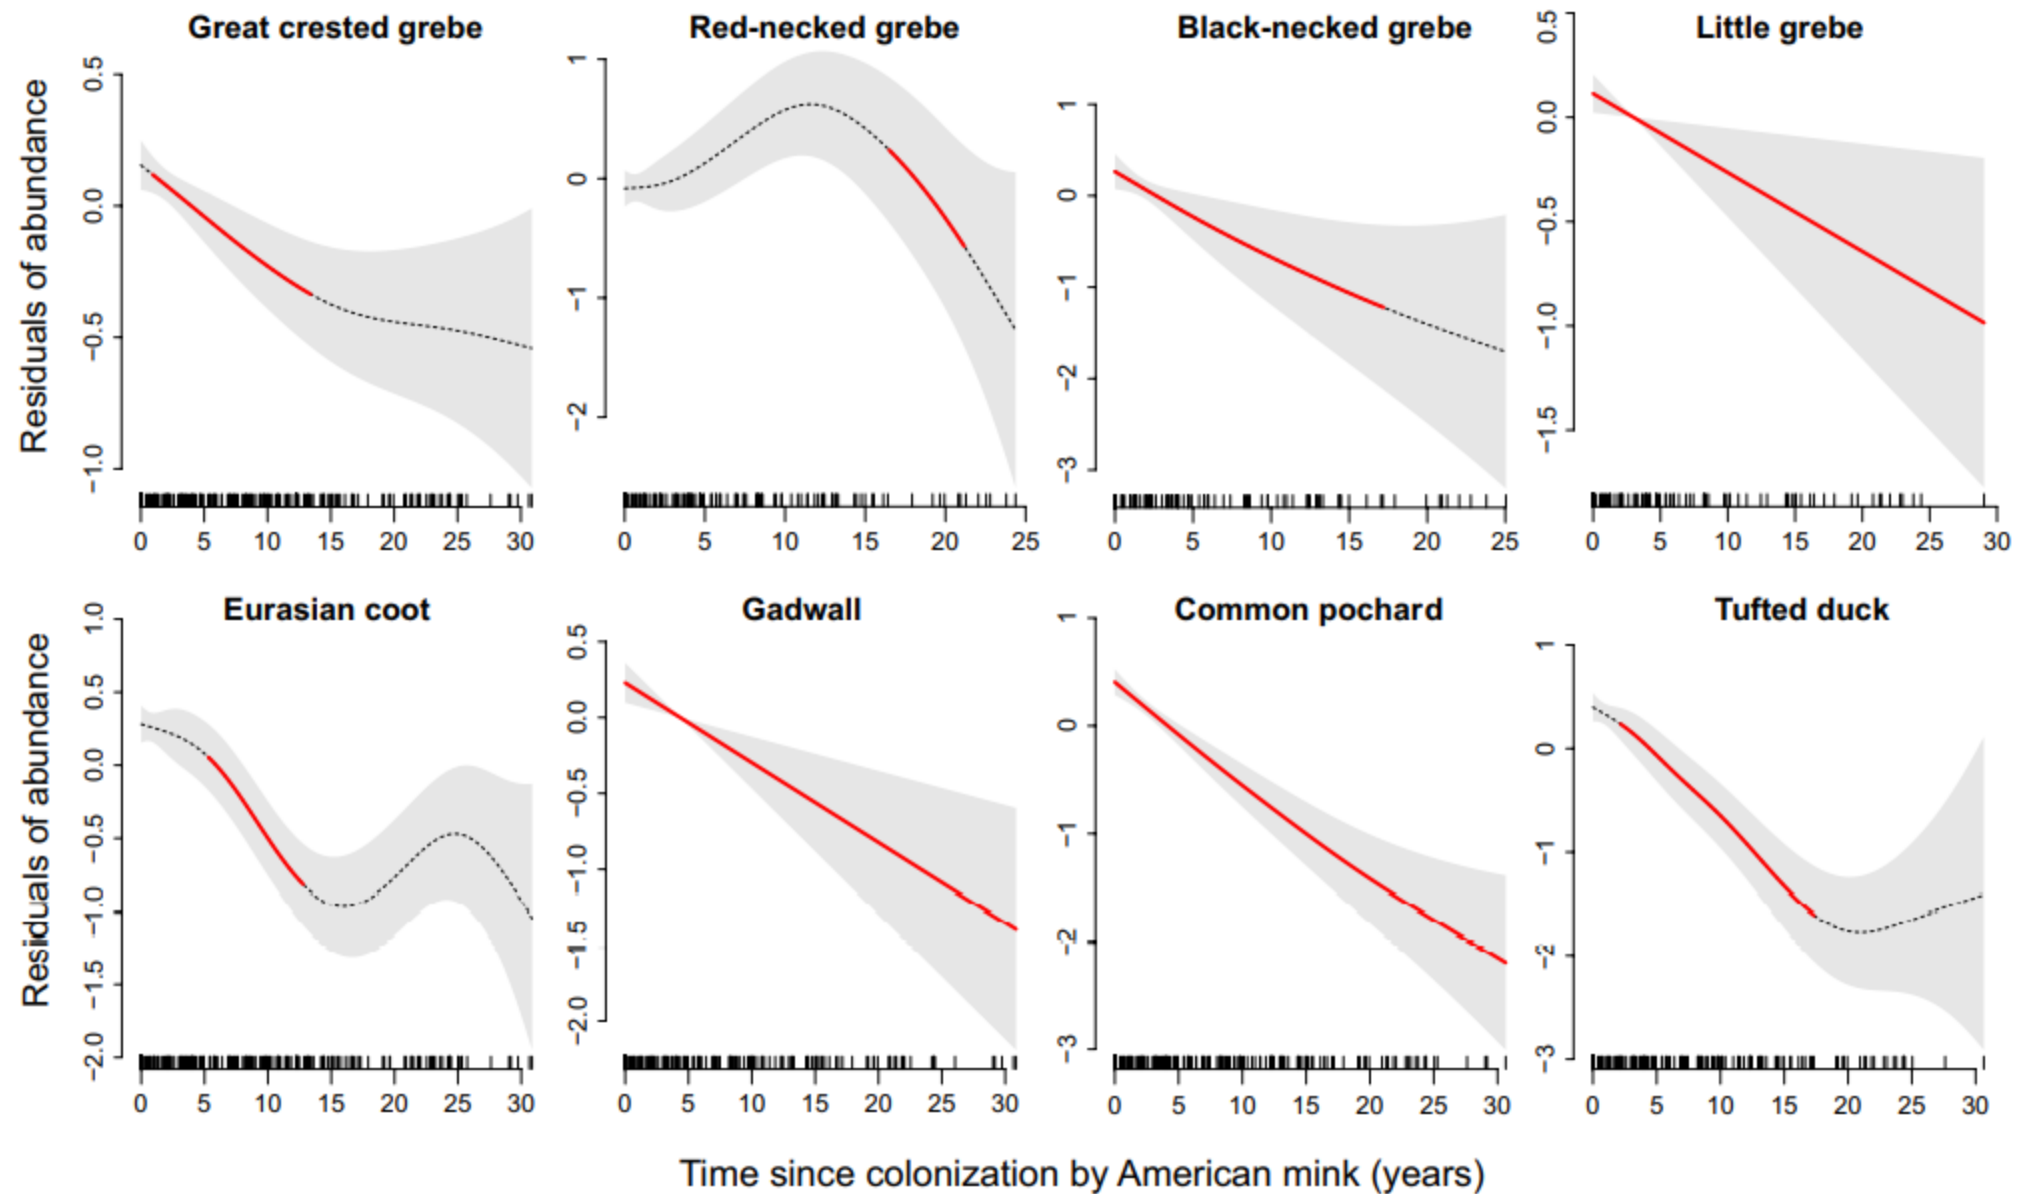 Great crested grebe Red-necked grebe Black-necked grebe Little grebe
Residuals of abundance
0.5 0.0 −0.5 −1.0
1 0 −1 −2
1 0 −1 −2 −3
0.5 0.0 −0.5 −1.0 −1.5
0 5 10 15 20 25 30
0 5 10 15 20 25
0 5 10 15 20 25
0 5 10 15 20 25 30
Eurasian coot Gadwall Common pochard Tufted duck
Residuals of abundance
1.0 0.5 0.0 −0.5 −1.0 −1.5 −2.0
0.5 0.0 −0.5 −1.0 −1.5 −2.0
1 0 −1 −2 −3
1 0 −1 −2 −3
0 5 10 15 20 25 30
0 5 10 15 20 25 30
0 5 10 15 20 25 30
0 5 10 15 20 25 30
Time since colonization by American mink (years)